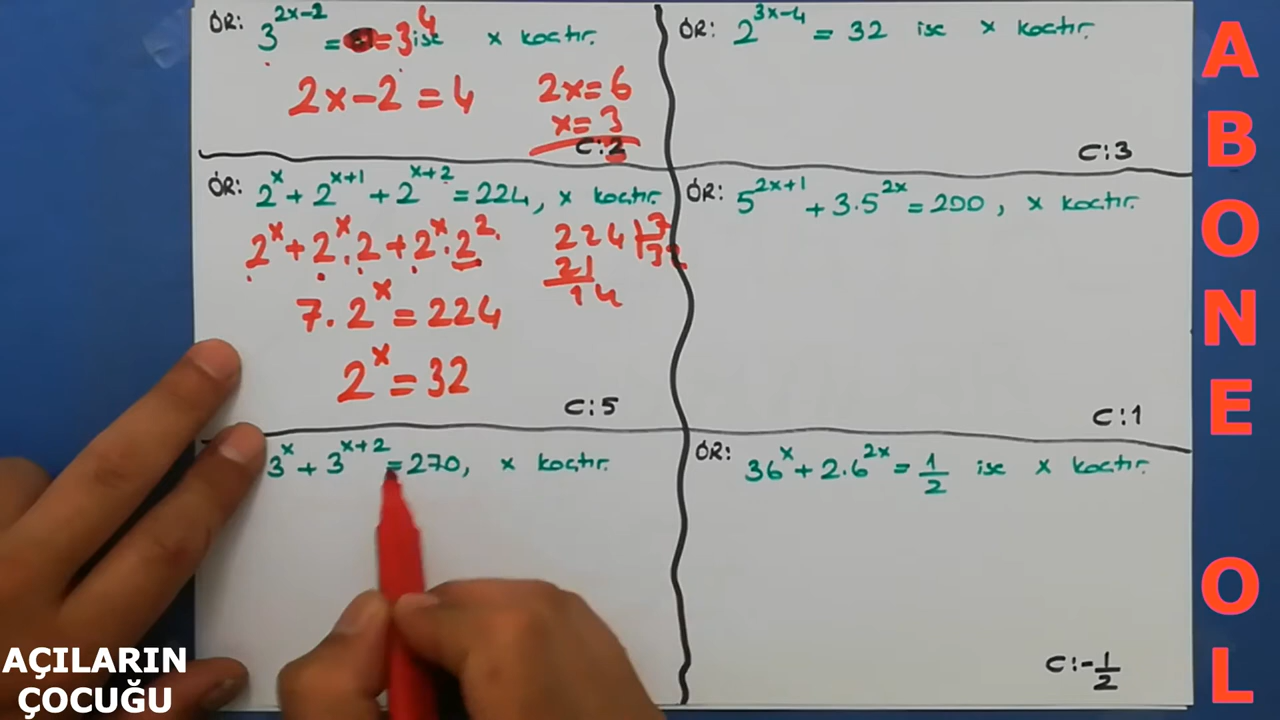 ÖR: 3^(2x-2) = = 3^4 ise x kaçtır.
2x-2=4
2x=6
x=3
C:2
ÖR: 2^(3x-4) = 32 ise x kaçtır.
C:3
ÖR: 2^x + 2^(x+1) + 2^(x+2) = 224, x kaçtır.
2^x + 2^x.2 + 2^x.2^2
7.2^x = 224
2^x = 32
224
21
14
C:5
ÖR: 5^(2x+1) + 3.5^(2x) = 200, x kaçtır.
C:1
3^x + 3^(x+2) = 270, x kaçtır.
ÖR: 36^x + 2.6^(2x) = 1/2 ise x kaçtır.
C:-1/2
ABONE OL
AÇILARIN
ÇOCUĞU